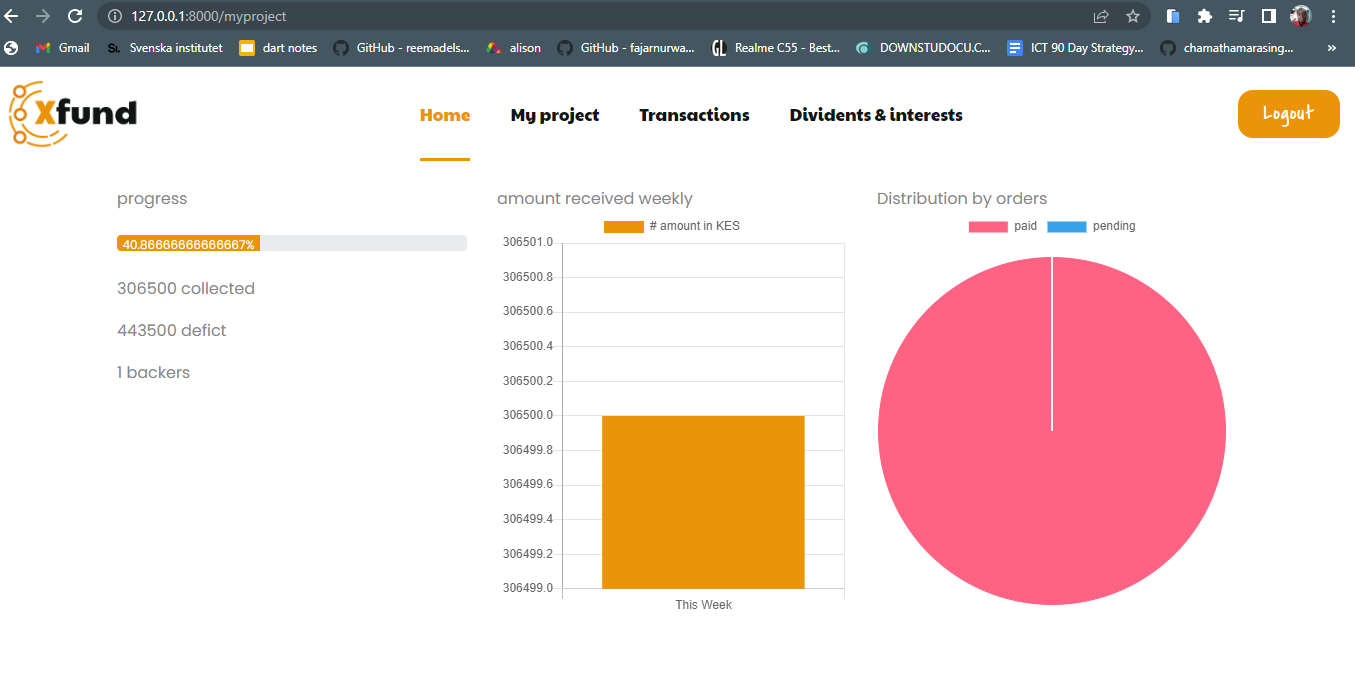 127.0.0.1:8000/myproject
Gmail Si. Svenska institutet dart notes GitHub - reemadels... alison GitHub - fajarnurwa... GL Realme C55 - Best... DOWNSTUDOCU.C... ICT 90 Day Strategy... chamathamarasing... »
Xfund
Home My project Transactions Dividents & interests Logout
progress
40.86666666666667%
306500 collected
443500 defict
1 backers
amount received weekly
# amount in KES
306501.0
306500.8
306500.6
306500.4
306500.2
306500.0
306499.8
306499.6
306499.4
306499.2
306499.0
This Week
Distribution by orders
paid pending